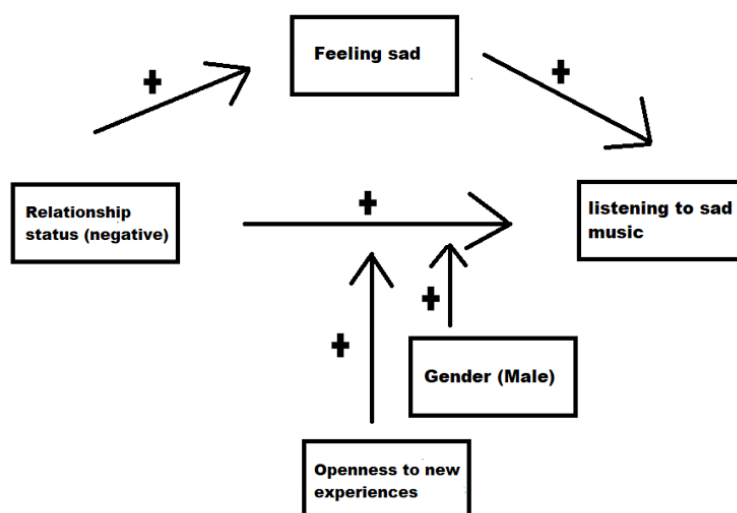 Feeling sad
+
+
Relationship
status (negative)
+
listening to sad
music
+
+
Gender (Male)
Openness to new
experiences